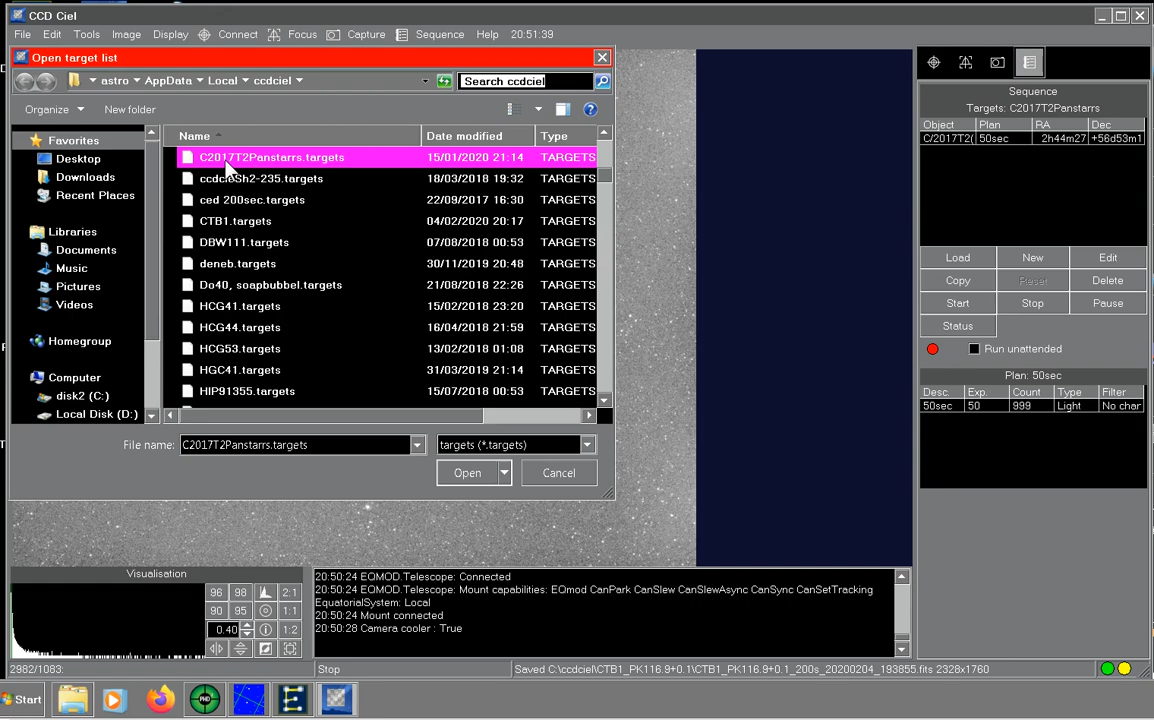 CCD Ciel
File Edit Tools Image Display Connect Focus Capture Sequence Help 20:51:39
Open target list
astro AppData Local ccdciel Search ccdciel
Organize New folder
Favorites
Desktop
Downloads
Recent Places
Libraries
Documents
Music
Pictures
Videos
Homegroup
Computer
disk2 (C:)
Local Disk (D:)
Name Date modified Type
C2017T2Panstarrs.targets 15/01/2020 21:14 TARGETS
ccdcielSh2-235.targets 18/03/2018 19:32 TARGETS
ced 200sec.targets 22/09/2017 16:30 TARGETS
CTB1.targets 04/02/2020 20:17 TARGETS
DBW111.targets 07/08/2018 00:53 TARGETS
deneb.targets 30/11/2019 20:48 TARGETS
Do40, soapbubbel.targets 21/08/2018 22:26 TARGETS
HCG41.targets 15/02/2018 23:20 TARGETS
HCG44.targets 16/04/2020 21:59 TARGETS
HCG53.targets 13/02/2018 01:08 TARGETS
HGC41.targets 31/03/2019 21:14 TARGETS
HIP91355.targets 15/07/2018 00:53 TARGETS
File name: C2017T2Panstarrs.targets targets (*.targets)
Open Cancel
Sequence
Targets: C2017T2Panstarrs
Object Plan RA Dec
C/2017T2( 50sec 2h44m27 +56d53m1
Load New Edit
Copy Reset Delete
Start Stop Pause
Status
Run unattended
Plan: 50sec
Desc. Exp. Count Type Filter
50sec 50 999 Light No char
Visualisation
96 98 2:1
90 95 1:1
0.40 1:2
20:50:24 EQMOD.Telescope: Connected
20:50:24 EQMOD.Telescope: Mount capabilities: EQmod CanPark CanSlew CanSlewAsync CanSync CanSetTracking
EquatorialSystem: Local
20:50:24 Mount connected
20:50:28 Camera cooler : True
2982/1083: Stop Saved C:\ccdciel\CTB1_PK116.9+0.1\CTB1_PK116.9+0.1_200s_20200204_193855.fits 2328x1760
Start PHD